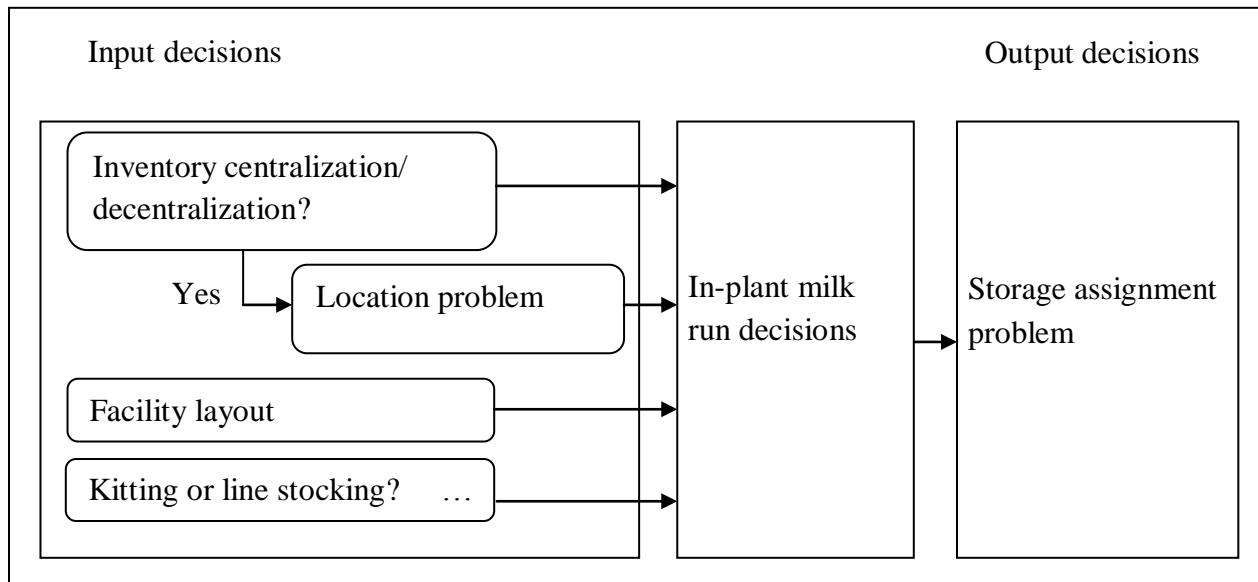 Input decisions
Output decisions
Inventory centralization/
decentralization?
Yes
Location problem
Facility layout
Kitting or line stocking? …
In-plant milk
run decisions
Storage assignment
problem